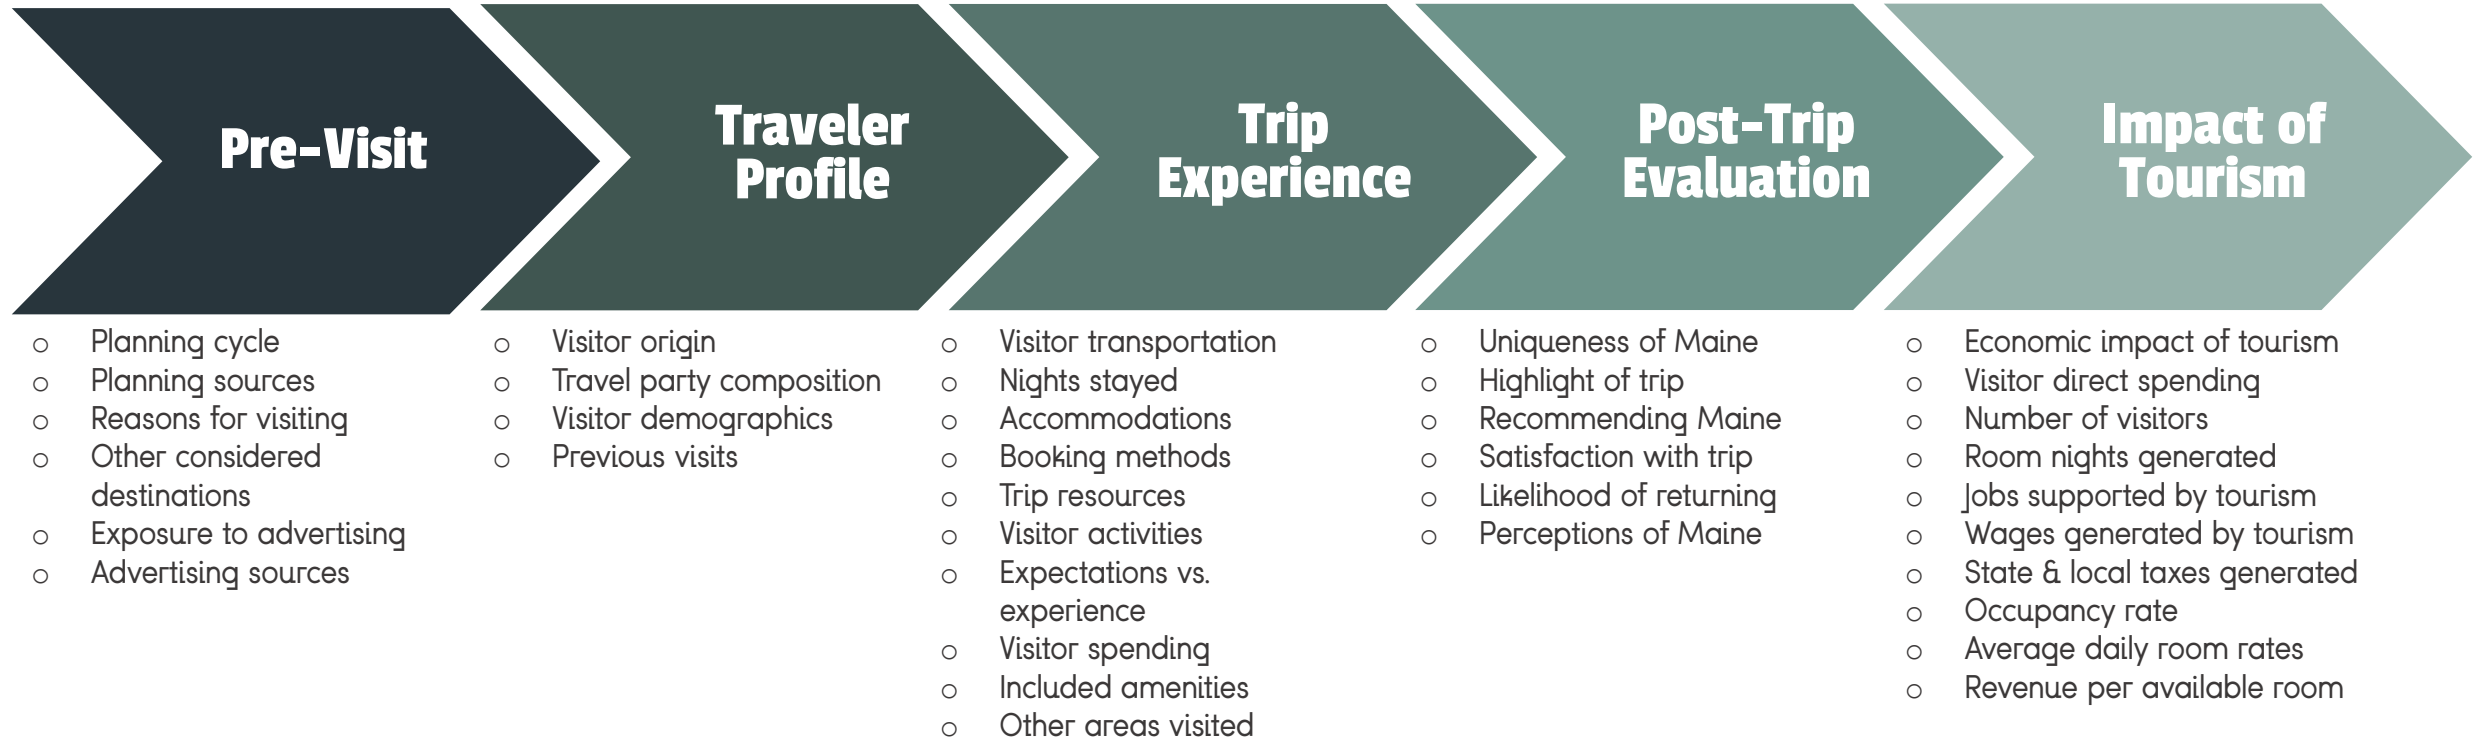 Pre-Visit
Traveler
Profile
Trip
Experience
Post-Trip
Evaluation
Impact of
Tourism
○ Planning cycle
○ Planning sources
○ Reasons for visiting
○ Other considered
destinations
○ Exposure to advertising
○ Advertising sources
○ Visitor origin
○ Travel party composition
○ Visitor demographics
○ Previous visits
○ Visitor transportation
○ Nights stayed
○ Accommodations
○ Booking methods
○ Trip resources
○ Visitor activities
○ Expectations vs.
experience
○ Visitor spending
○ Included amenities
○ Other areas visited
○ Uniqueness of Maine
○ Highlight of trip
○ Recommending Maine
○ Satisfaction with trip
○ Likelihood of returning
○ Perceptions of Maine
○ Economic impact of tourism
○ Visitor direct spending
○ Number of visitors
○ Room nights generated
○ Jobs supported by tourism
○ Wages generated by tourism
○ State & local taxes generated
○ Occupancy rate
○ Average daily room rates
○ Revenue per available room